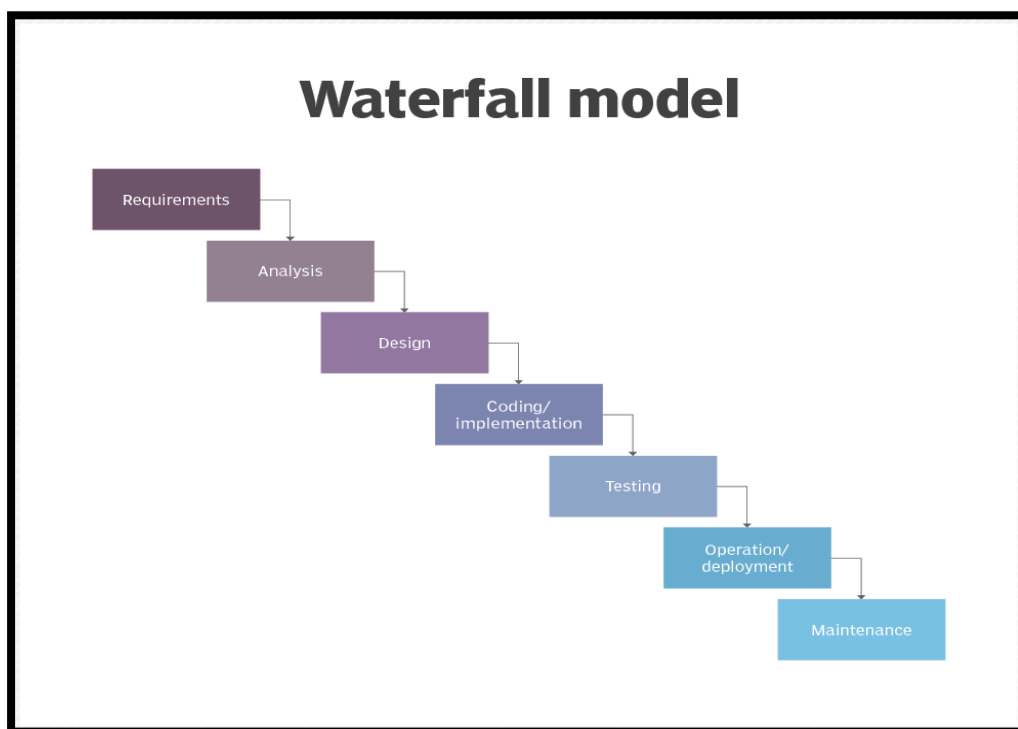 Waterfall model
Requirements
Analysis
Design
Coding/
implementation
Testing
Operation/
deployment
Maintenance